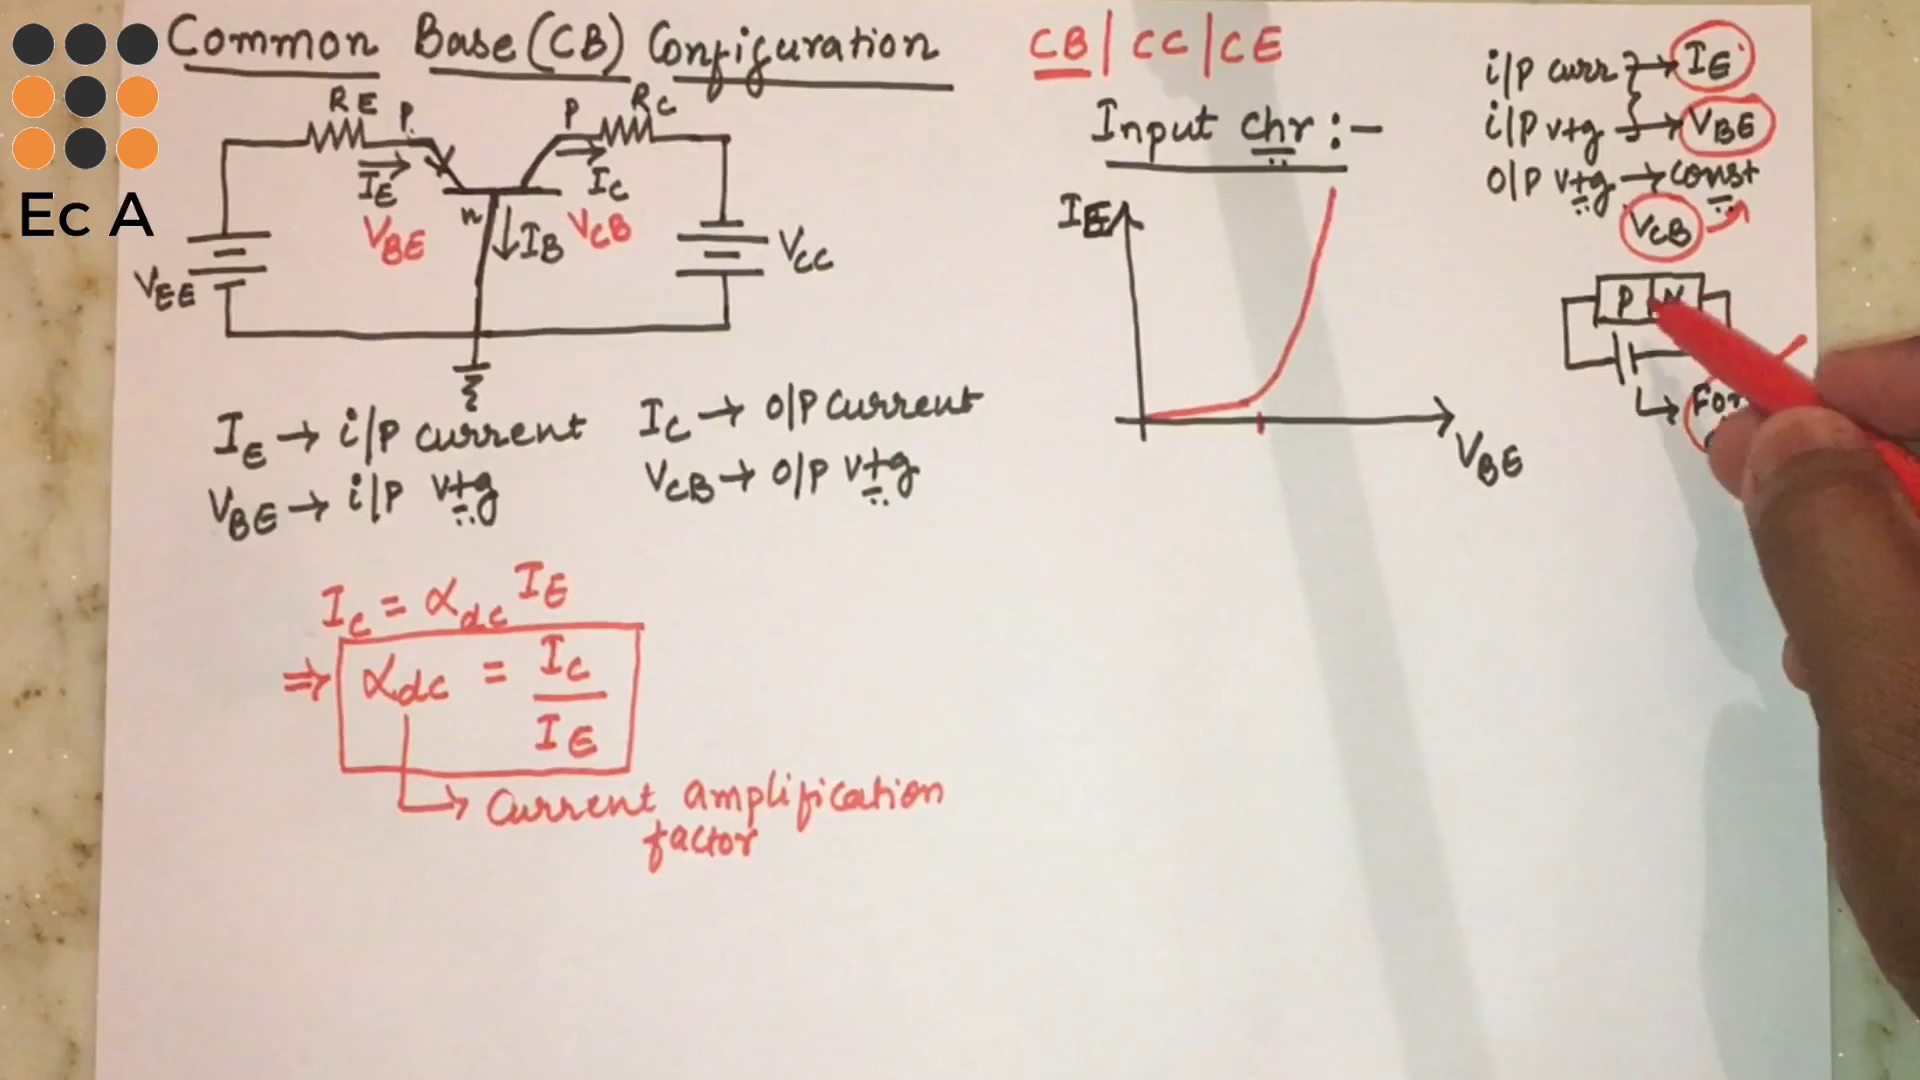 Ec A
Common Base (CB) Configuration
RE
P
P
RC
IE
IC
n
VBE
IB
VCB
VEE
VCC
IE → i/p current
VBE → i/p vtg
IC → o/p current
VCB → o/p vtg
IC = αdc IE
⇒ αdc = IC / IE
Current amplification
factor
CB | CC | CE
Input chr :-
IE
VBE
i/p curr → IE
i/p vtg → VBE
o/p vtg → const
VCB
P N
For